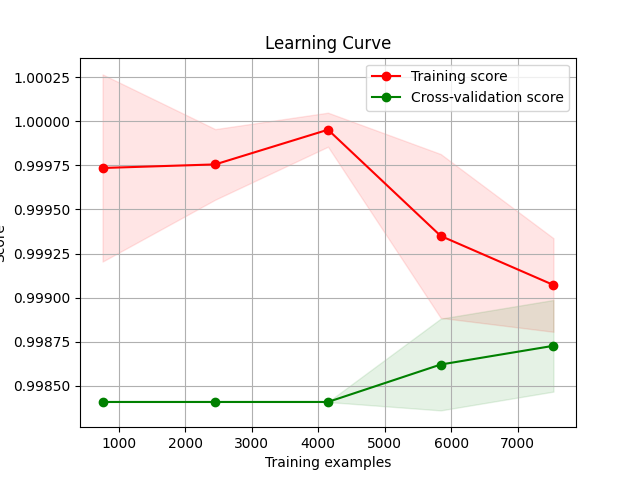 Learning Curve
1.00025
1.00000
0.99975
0.99950
0.99925
0.99900
0.99875
0.99850
Training score
Cross-validation score
1000 2000 3000 4000 5000 6000 7000
Training examples